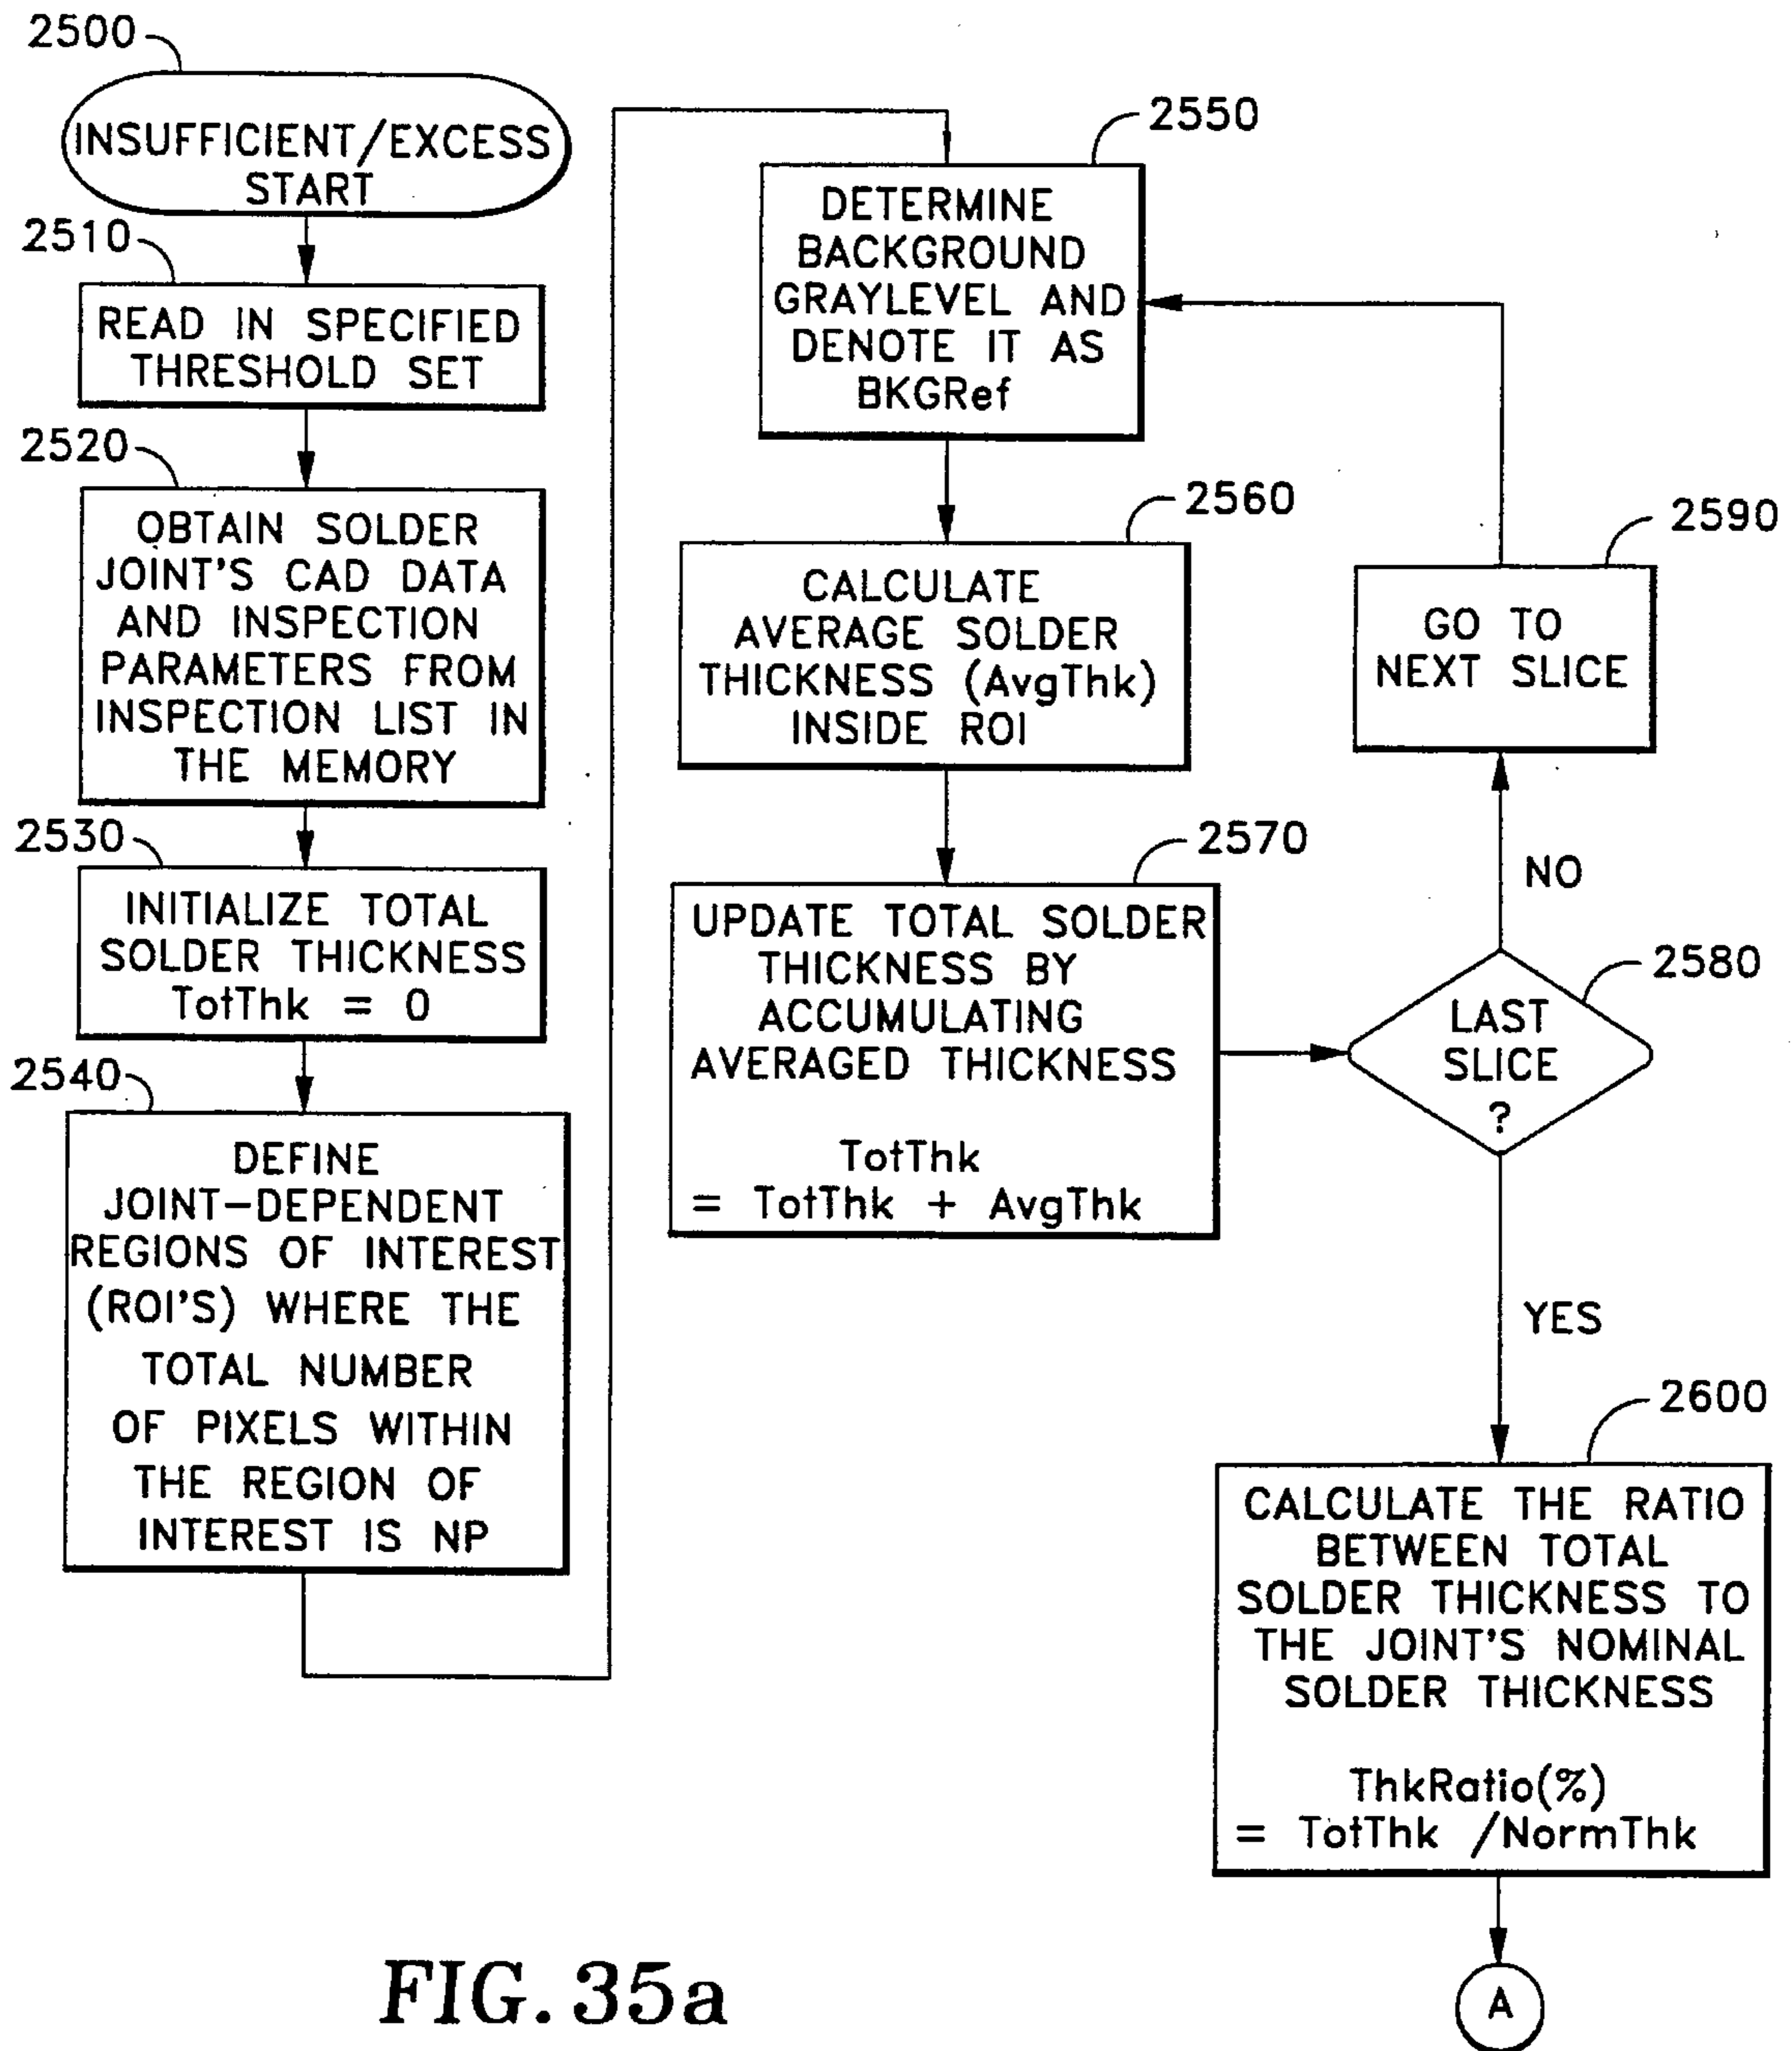 2500
INSUFFICIENT/EXCESS
START
2510
READ IN SPECIFIED
THRESHOLD SET
2520
OBTAIN SOLDER
JOINT'S CAD DATA
AND INSPECTION
PARAMETERS FROM
INSPECTION LIST IN
THE MEMORY
2530
INITIALIZE TOTAL
SOLDER THICKNESS
TotThk = 0
2540
DEFINE
JOINT-DEPENDENT
REGIONS OF INTEREST
(ROI'S) WHERE THE
TOTAL NUMBER
OF PIXELS WITHIN
THE REGION OF
INTEREST IS NP
2550
DETERMINE
BACKGROUND
GRAYLEVEL AND
DENOTE IT AS
BKGRef
2560
CALCULATE
AVERAGE SOLDER
THICKNESS (AvgThk)
INSIDE ROI
2570
UPDATE TOTAL SOLDER
THICKNESS BY
ACCUMULATING
AVERAGED THICKNESS
TotThk
= TotThk + AvgThk
2580
LAST
SLICE
?
NO
2590
GO TO
NEXT SLICE
YES
2600
CALCULATE THE RATIO
BETWEEN TOTAL
SOLDER THICKNESS TO
THE JOINT'S NOMINAL
SOLDER THICKNESS
ThkRatio(%)
= TotThk /NormThk
A
FIG. 35a